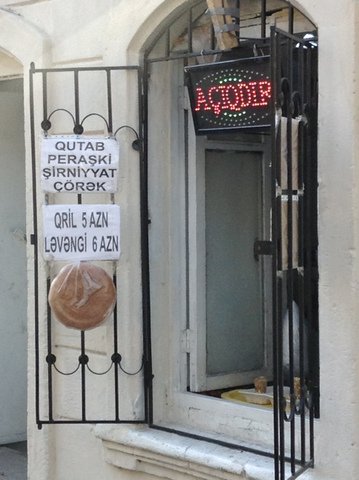 AÇIQDIR
QUTAB
PERAŞKİ
ŞİRNİYYAT
ÇÖRƏK
QRİL 5 AZN
LƏVƏNGİ 6 AZN